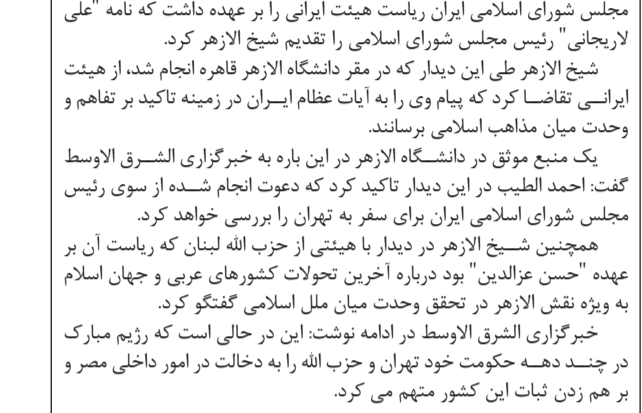 مجلس شورای اسلامی ایران ریاست هیئت ایرانی را بر عهده داشت که نامه "علی
لاریجانی" رئیس مجلس شورای اسلامی را تقدیم شیخ الازهر کرد.
شیخ الازهر طی این دیدار که در مقر دانشگاه الازهر قاهره انجام شد، از هیئت
ایرانی تقاضا کرد که پیام وی را به آیات عظام ایران در زمینه تاکید بر تفاهم و
وحدت میان مذاهب اسلامی برسانند.
یک منبع موثق در دانشگاه الازهر در این باره به خبرگزاری الشرق الاوسط
گفت: احمد الطیب در این دیدار تاکید کرد که دعوت انجام شده از سوی رئیس
مجلس شورای اسلامی ایران برای سفر به تهران را بررسی خواهد کرد.
همچنین شیخ الازهر در دیدار با هیئتی از حزب الله لبنان که ریاست آن بر
عهده "حسن عزالدین" بود درباره آخرین تحولات کشورهای عربی و جهان اسلام
به ویژه نقش الازهر در تحقق وحدت میان ملل اسلامی گفتگو کرد.
خبرگزاری الشرق الاوسط در ادامه نوشت: این در حالی است که رژیم مبارک
در چند دهه حکومت خود تهران و حزب الله را به دخالت در امور داخلی مصر و
بر هم زدن ثبات این کشور متهم می کرد.